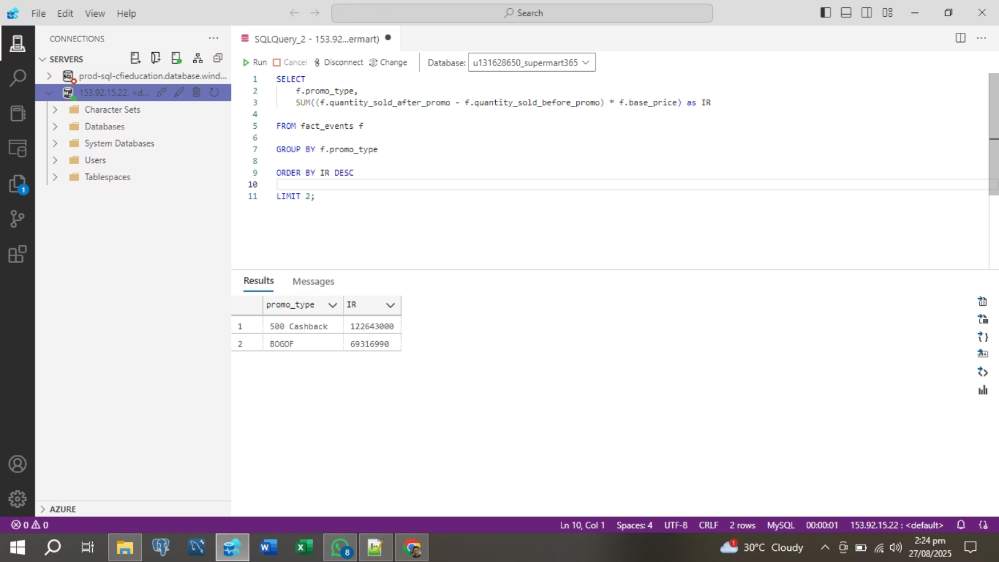 File Edit View Help
Search
CONNECTIONS
SERVERS
prod-sql-cfieducation.database.wind...
153.92.15.22, <d...
Character Sets
Databases
System Databases
Users
Tablespaces
AZURE
1
SQLQuery_2 - 153.92...ermart)
Run Cancel Disconnect Change Database: u131628650_supermart365
1 SELECT
2 f.promo_type,
3 SUM((f.quantity_sold_after_promo - f.quantity_sold_before_promo) * f.base_price) as IR
4
5 FROM fact_events f
6
7 GROUP BY f.promo_type
8
9 ORDER BY IR DESC
10
11 LIMIT 2;
Results Messages
promo_type IR
1 500 Cashback 122643000
2 BOGOF 69316990
0 0 Ln 10, Col 1 Spaces: 4 UTF-8 CRLF 2 rows MySQL 00:00:01 153.92.15.22 : <default>
8
1 30°C Cloudy
2:24 pm
27/08/2025